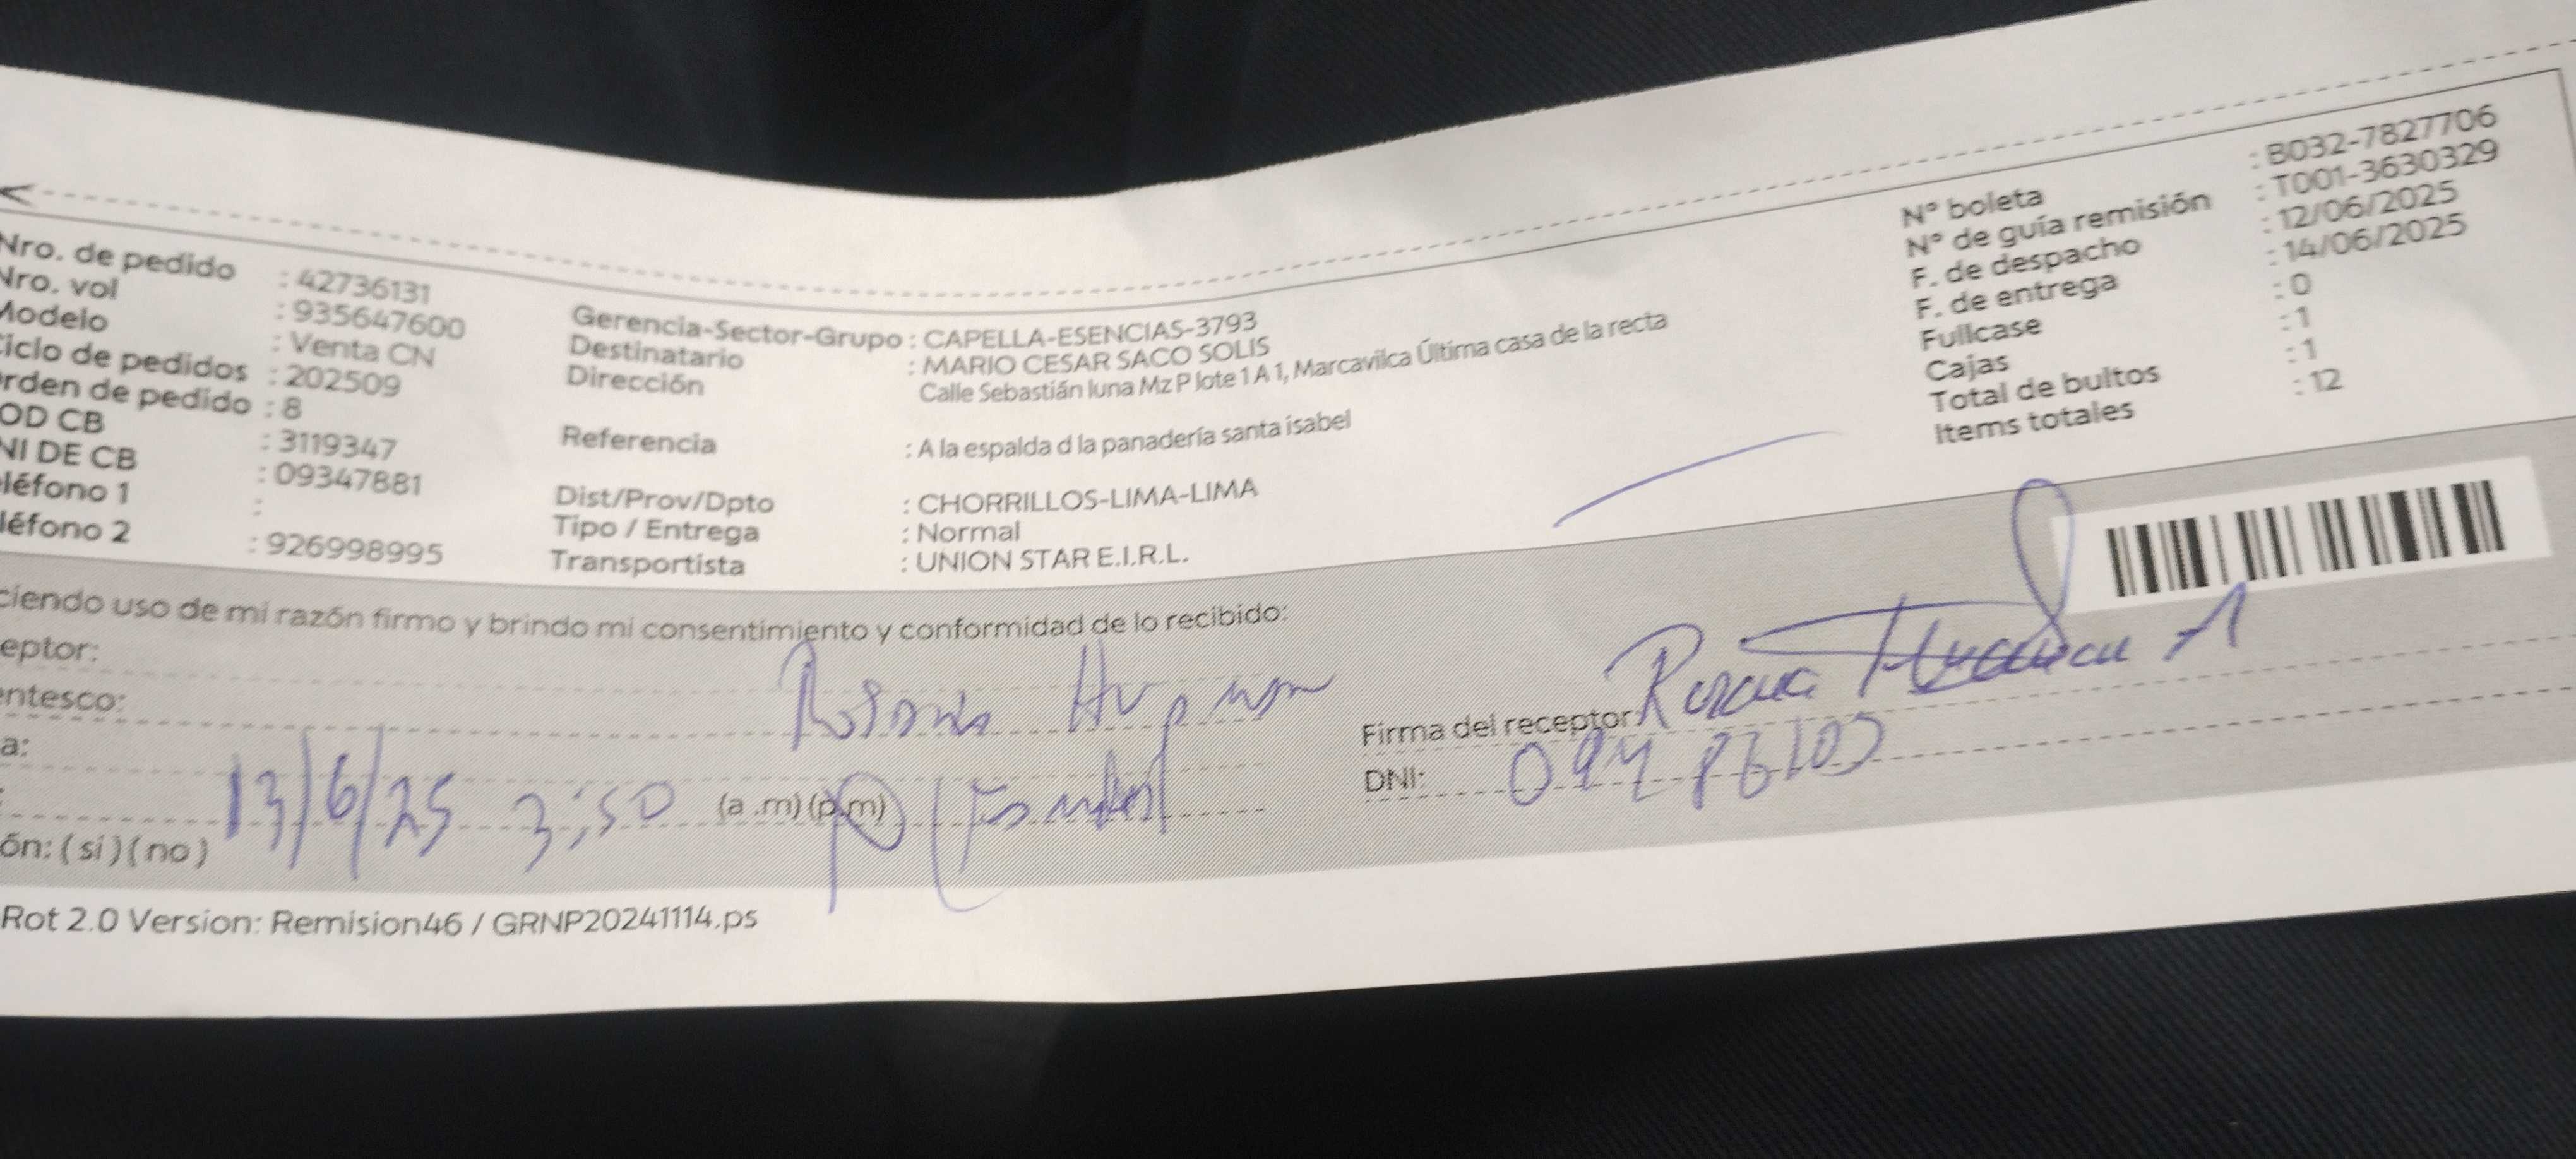 Nro. de pedido : 42736131
Nro. vol : 935647600
Modelo : Venta CN
iclo de pedidos : 202509
rden de pedido : 8
OD CB : 3119347
NI DE CB : 09347881
léfono 1 :
léfono 2 : 926998995
Gerencia-Sector-Grupo : CAPELLA-ESENCIAS-3793
Destinatario : MARIO CESAR SACO SOLIS
Dirección Calle Sebastián luna Mz P lote 1 A 1, Marcavilca Última casa de la recta
Referencia : A la espalda d la panadería santa isabel
Dist/Prov/Dpto : CHORRILLOS-LIMA-LIMA
Tipo / Entrega : Normal
Transportista : UNION STAR E.I.R.L.
N° boleta : B032-7827706
N° de guía remisión : T001-3630329
F. de despacho : 12/06/2025
F. de entrega : 14/06/2025
Fullcase : 0
Cajas : 1
Total de bultos : 1
Items totales : 12
ciendo uso de mi razón firmo y brindo mi consentimiento y conformidad de lo recibido:
eptor:
entesco:
a:
13/6/25 3:50 (a .m) (p.m)
ón: ( si ) ( no )
Firma del receptor:
DNI:
Rot 2.0 Version: Remision46 / GRNP20241114.ps